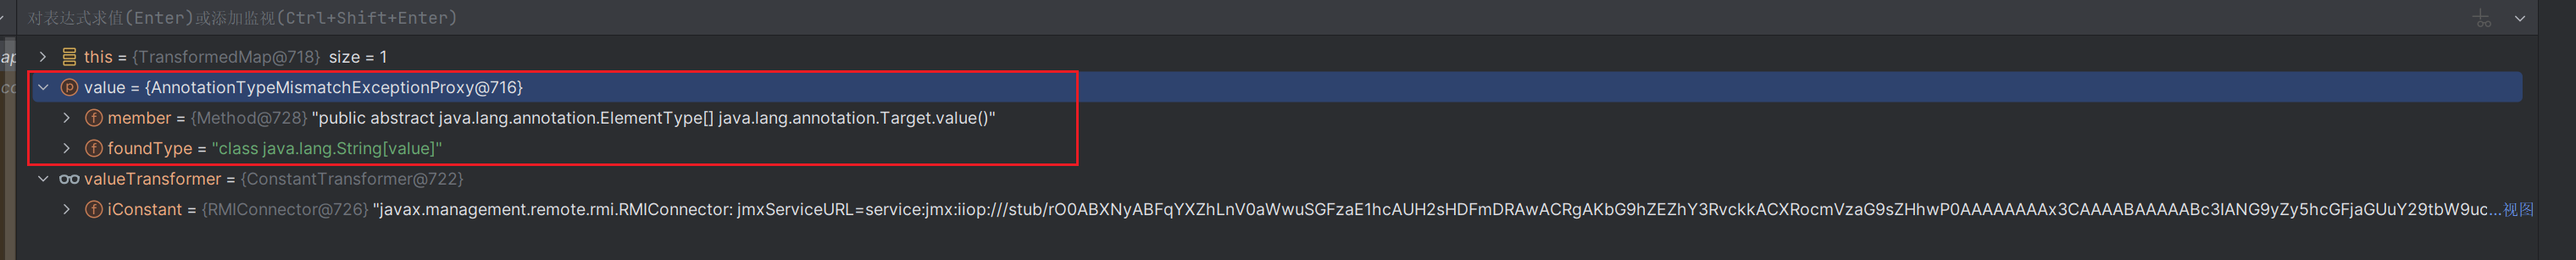 对表达式求值(Enter)或添加监视(Ctrl+Shift+Enter)
this = {TransformedMap@718} size = 1
value = {AnnotationTypeMismatchExceptionProxy@716}
member = {Method@728} "public abstract java.lang.annotation.ElementType[] java.lang.annotation.Target.value()"
foundType = "class java.lang.String[value]"
valueTransformer = {ConstantTransformer@722}
iConstant = {RMIConnector@726} "javax.management.remote.rmi.RMIConnector: jmxServiceURL=service:jmx:iiop:///stub/rO0ABXNyABFqYXZhLnV0aWwuSGFzaE1hcAUH2sHDFmDRAwACRgAKbG9hZEZhY3RvckkACXRocmVzaG9sZHhwP0AAAAAAAAx3CAAAABAAAAABc3IANG9yZy5hcGFjaGUuY29tbW9uc...视图